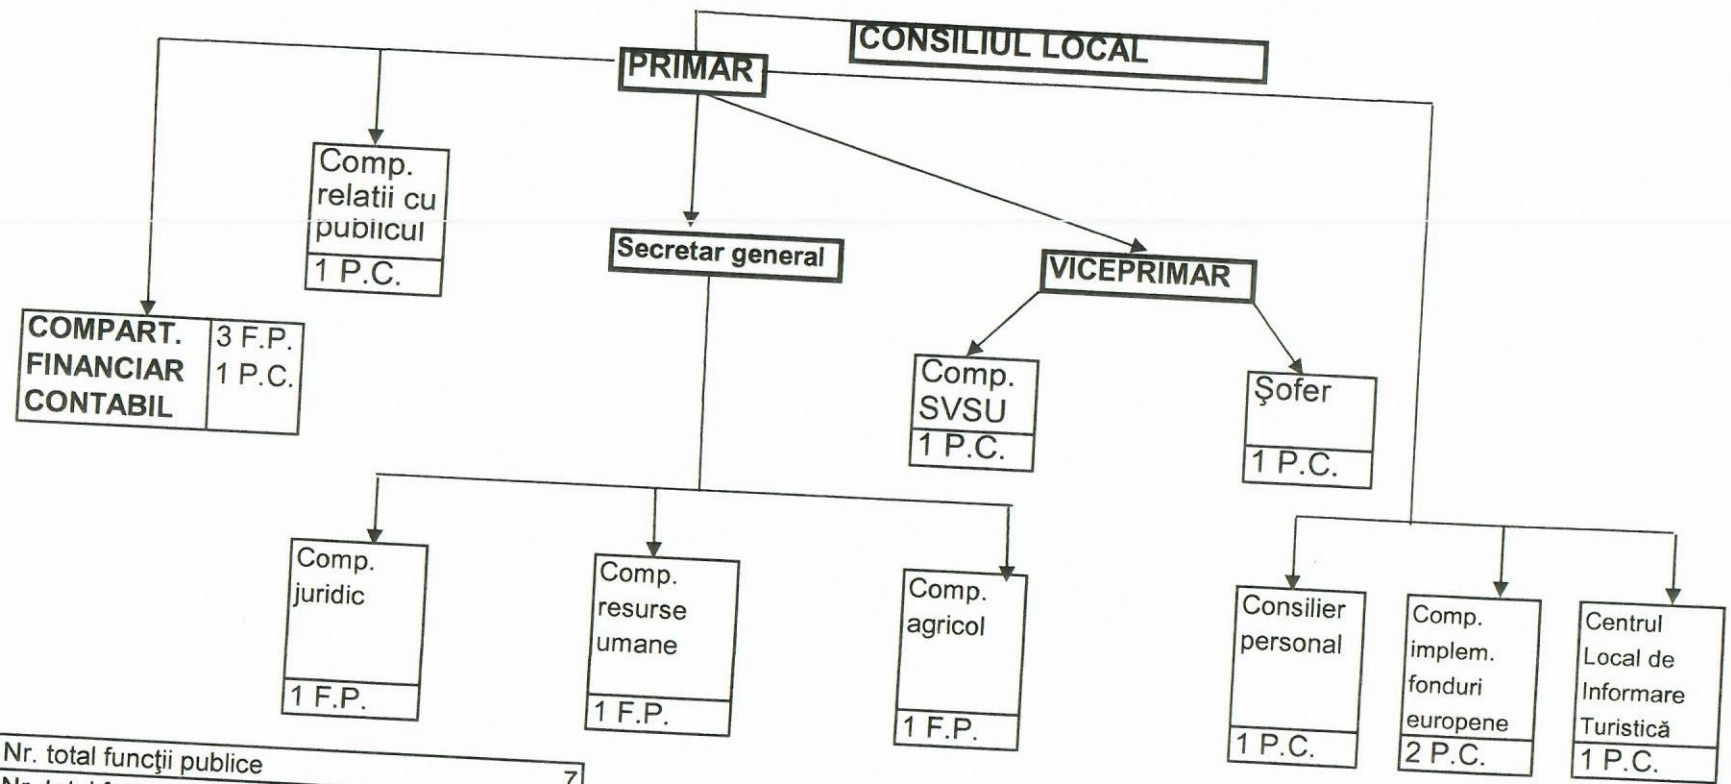 CONSILIUL LOCAL
PRIMAR
Comp.
relatii cu
publicul
1 P.C.
Secretar general
VICEPRIMAR
COMPART.
FINANCIAR
CONTABIL
3 F.P.
1 P.C.
Comp.
SVSU
1 P.C.
Şofer
1 P.C.
Comp.
juridic
1 F.P.
Comp.
resurse
umane
1 F.P.
Comp.
agricol
1 F.P.
Consilier
personal
1 P.C.
Comp.
implem.
fonduri
europene
2 P.C.
Centrul
Local de
Informare
Turistică
1 P.C.
Nr. total funcţii publice 7